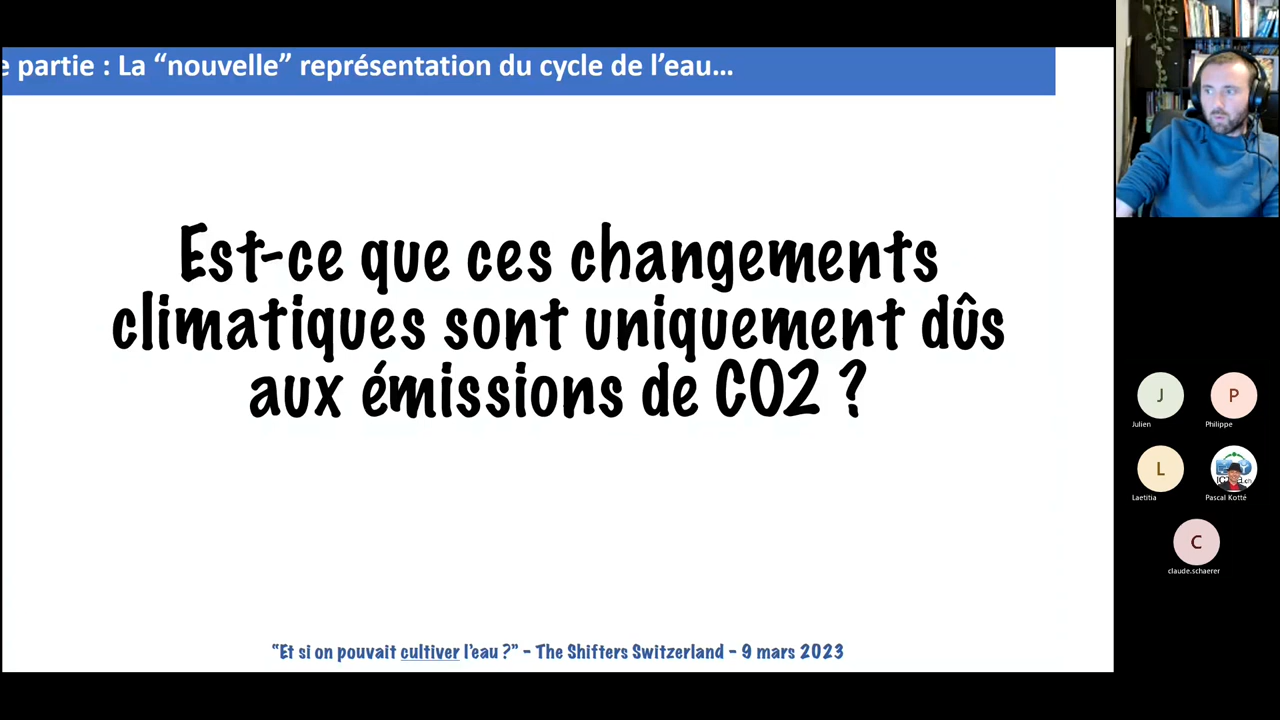 e partie : La “nouvelle” représentation du cycle de l’eau…
Est-ce que ces changements
climatiques sont uniquement dûs
aux émissions de CO2 ?
“Et si on pouvait cultiver l’eau ?” – The Shifters Switzerland – 9 mars 2023
J
Julien
P
Philippe
L
Laetitia
Pascal Kotté
C
claude.schaerer